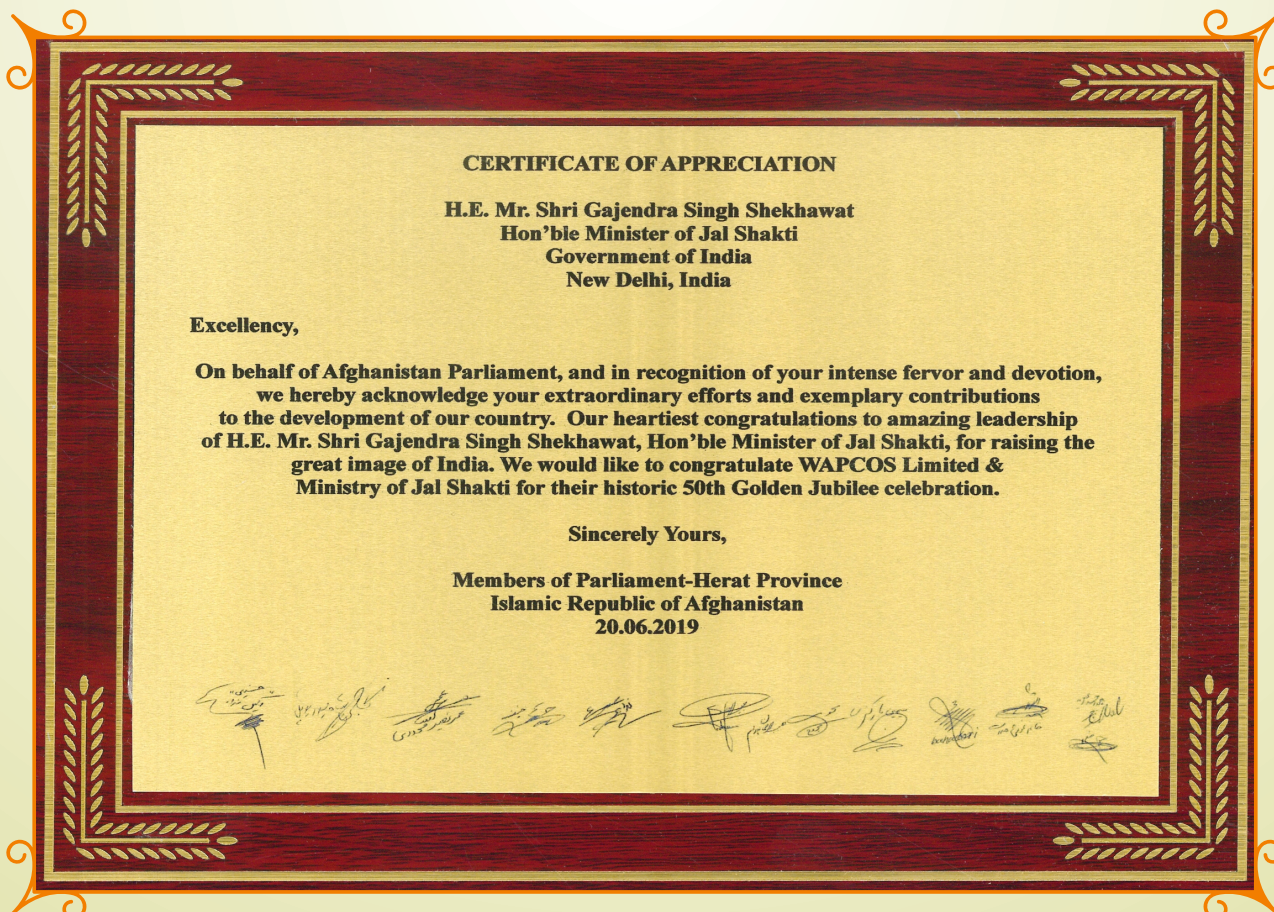 CERTIFICATE OF APPRECIATION
H.E. Mr. Shri Gajendra Singh Shekhawat
Hon'ble Minister of Jal Shakti
Government of India
New Delhi, India
Excellency,
On behalf of Afghanistan Parliament, and in recognition of your intense fervor and devotion,
we hereby acknowledge your extraordinary efforts and exemplary contributions
to the development of our country. Our heartiest congratulations to amazing leadership
of H.E. Mr. Shri Gajendra Singh Shekhawat, Hon'ble Minister of Jal Shakti, for raising the
great image of India. We would like to congratulate WAPCOS Limited &
Ministry of Jal Shakti for their historic 50th Golden Jubilee celebration.
Sincerely Yours,
Members of Parliament-Herat Province
Islamic Republic of Afghanistan
20.06.2019